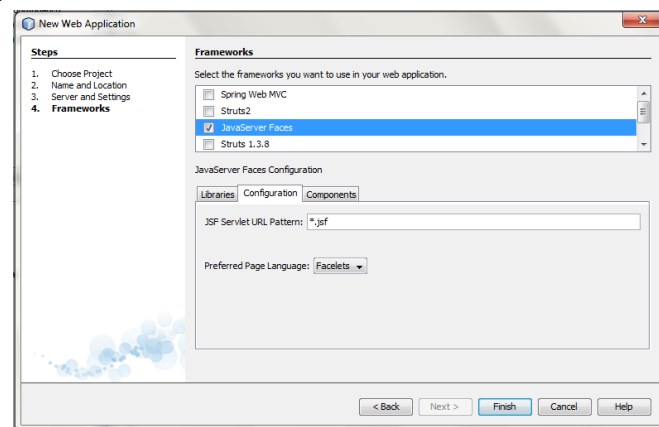 New Web Application
Steps
1. Choose Project
2. Name and Location
3. Server and Settings
4. Frameworks
Frameworks
Select the frameworks you want to use in your web application.
Spring Web MVC
Struts2
JavaServer Faces
Struts 1.3.8
JavaServer Faces Configuration
Libraries Configuration Components
JSF Servlet URL Pattern: *.jsf
Preferred Page Language: Facelets
< Back Next > Finish Cancel Help